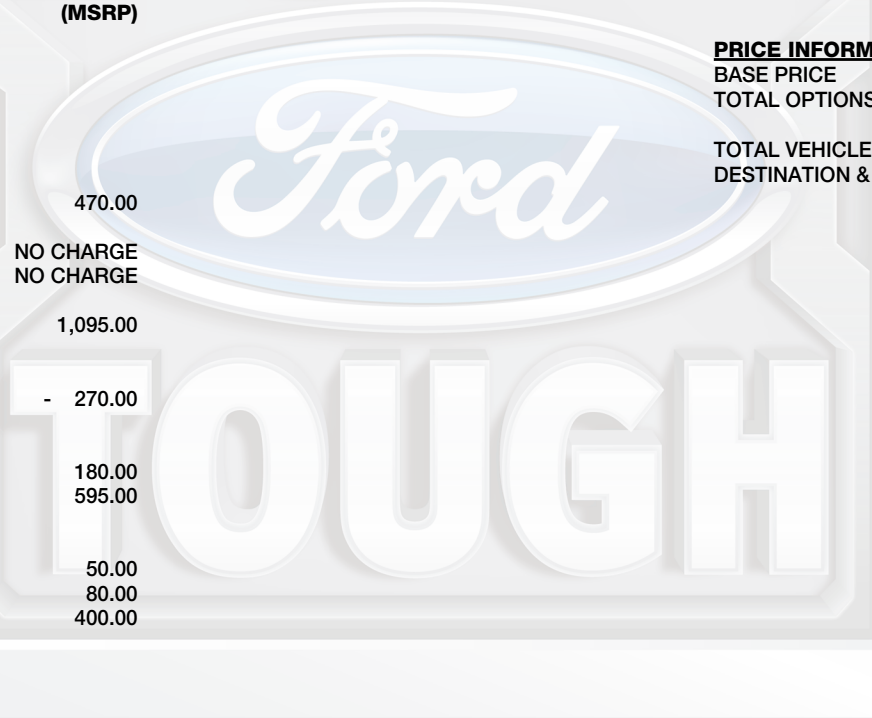 (MSRP)
PRICE INFORM
BASE PRICE
TOTAL OPTIONS
TOTAL VEHICLE
DESTINATION &
470.00
NO CHARGE
NO CHARGE
1,095.00
- 270.00
180.00
595.00
50.00
80.00
400.00
Ford
TOUGH